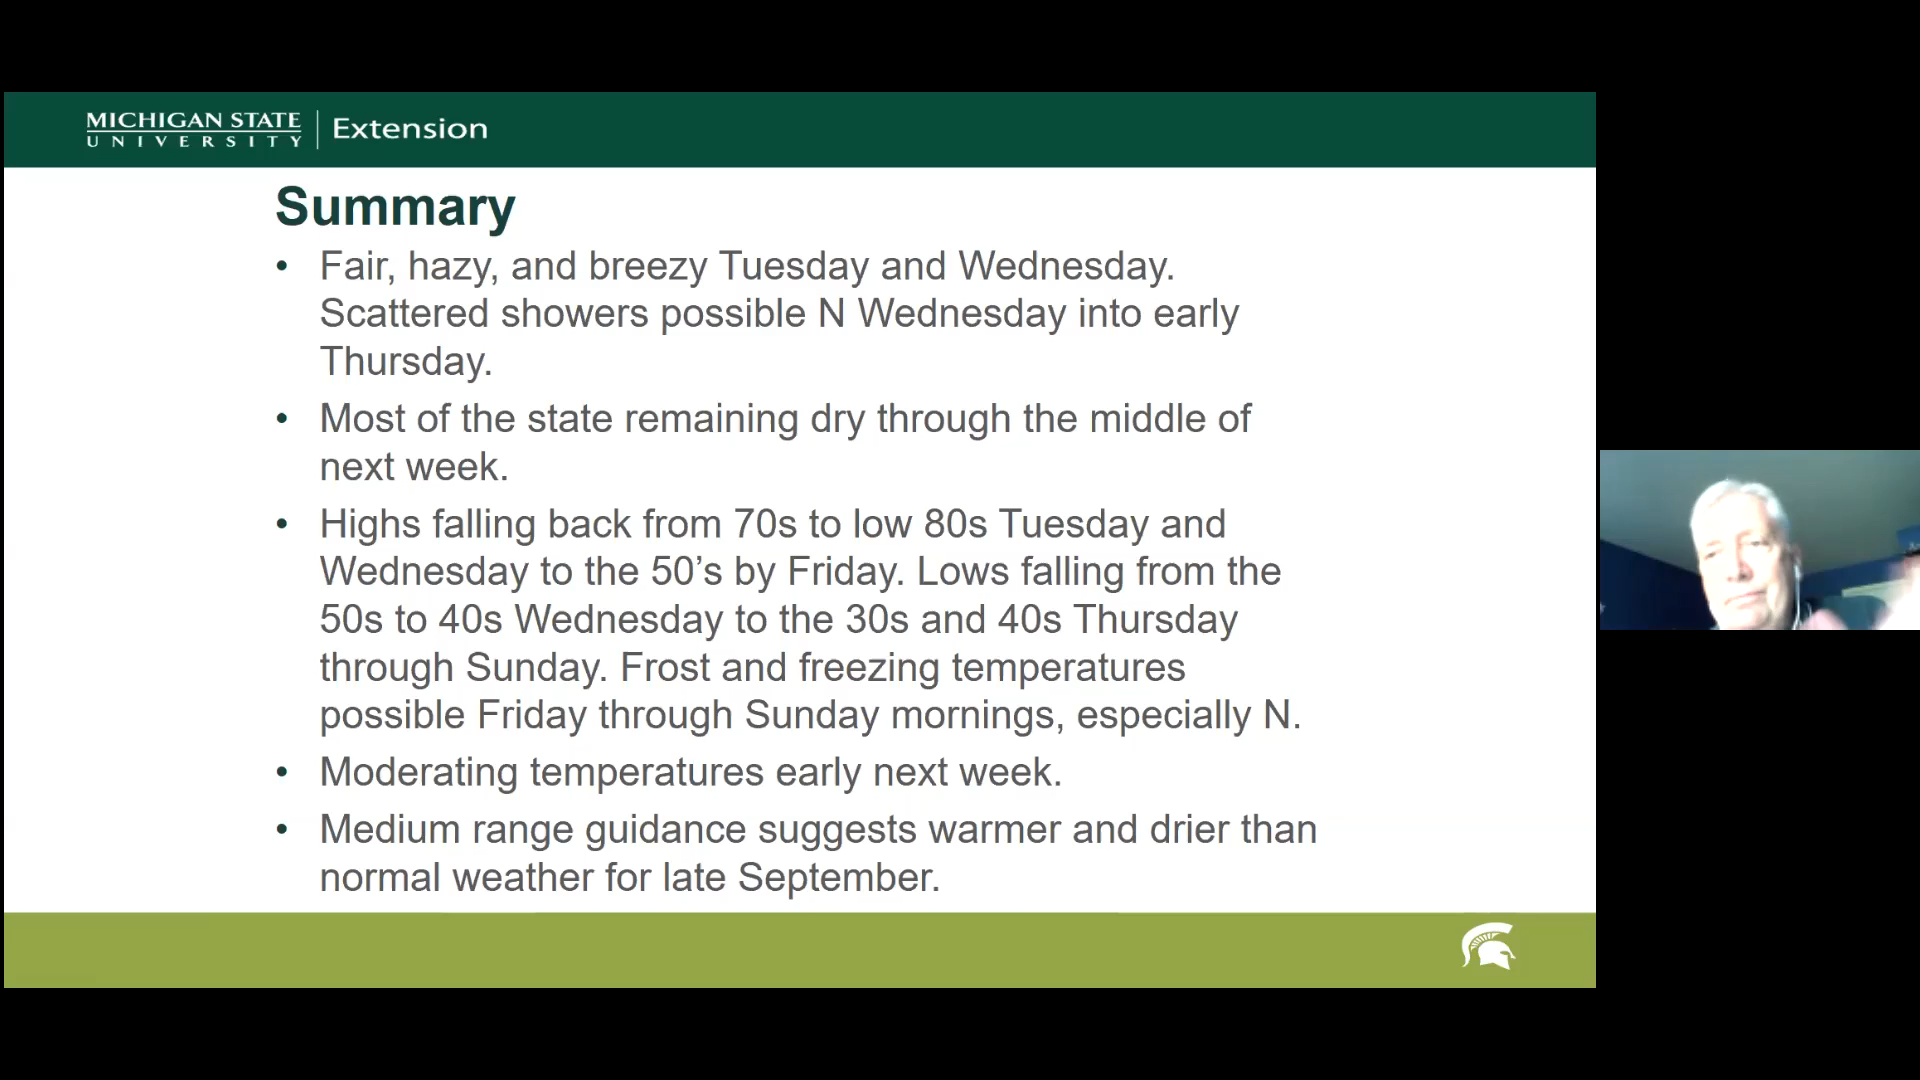 MICHIGAN STATE
UNIVERSITY
Extension
Summary
• Fair, hazy, and breezy Tuesday and Wednesday.
Scattered showers possible N Wednesday into early
Thursday.
• Most of the state remaining dry through the middle of
next week.
• Highs falling back from 70s to low 80s Tuesday and
Wednesday to the 50’s by Friday. Lows falling from the
50s to 40s Wednesday to the 30s and 40s Thursday
through Sunday. Frost and freezing temperatures
possible Friday through Sunday mornings, especially N.
• Moderating temperatures early next week.
• Medium range guidance suggests warmer and drier than
normal weather for late September.